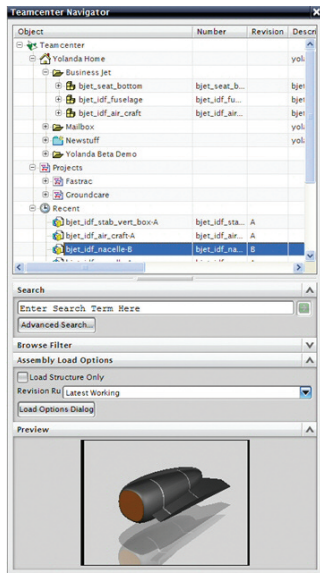 Teamcenter Navigator
Object Number Revision Descri
Teamcenter
Yolanda Home yola
Business Jet
bjet_seat_bottom bjet_seat_b... bjet
bjet_idf_fuselage bjet_idf_fu... bjet
bjet_idf_air_craft bjet_idf_air... bjet
Mailbox yola
Newstuff yola
Yolanda Beta Demo
Projects
Fastrac
Groundcare
Recent
bjet_idf_stab_vert_box-A bjet_idf_sta... A
bjet_idf_air_craft-A bjet_idf_air... A
bjet_idf_nacelle-B bjet_idf_na... B
Search
Enter Search Term Here
Advanced Search...
Browse Filter
Assembly Load Options
Load Structure Only
Revision Ru Latest Working
Load Options Dialog
Preview